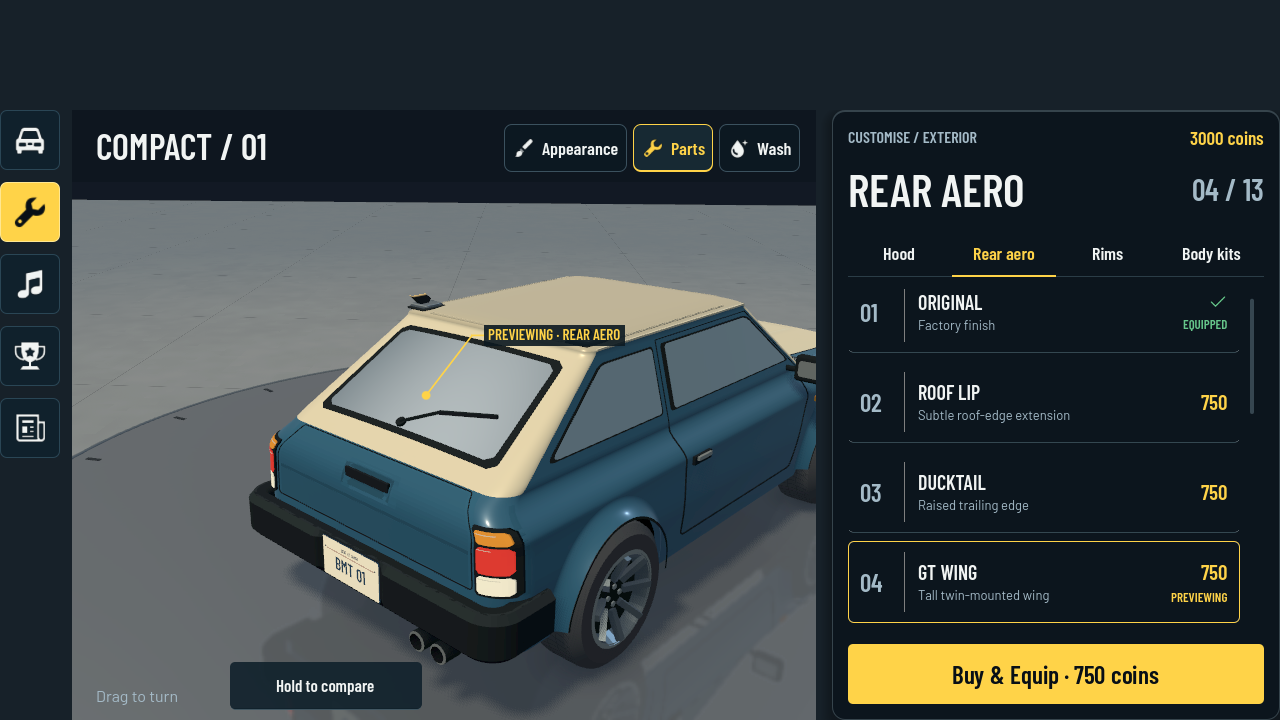 COMPACT / 01
Appearance
Parts
Wash
PREVIEWING · REAR AERO
BMT 01
Drag to turn
Hold to compare
CUSTOMISE / EXTERIOR
3000 coins
REAR AERO
04 / 13
Hood
Rear aero
Rims
Body kits
01
ORIGINAL
Factory finish
EQUIPPED
02
ROOF LIP
Subtle roof-edge extension
750
03
DUCKTAIL
Raised trailing edge
750
04
GT WING
Tall twin-mounted wing
750
PREVIEWING
Buy & Equip · 750 coins